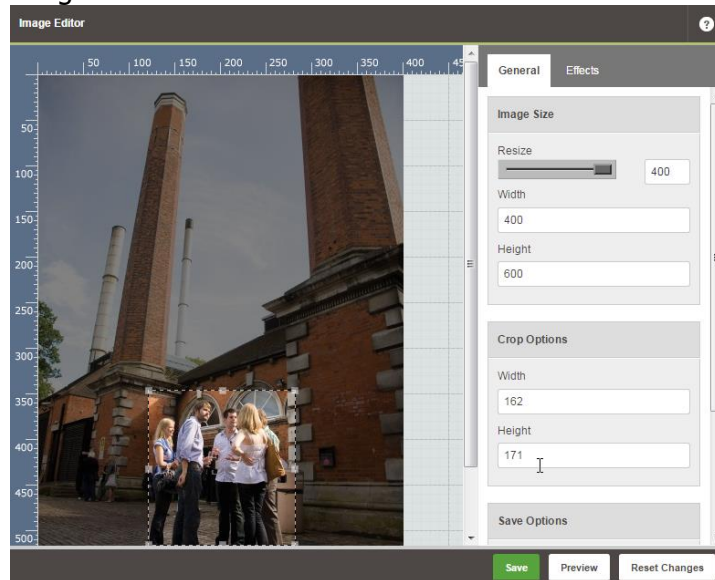 Image Editor
?
50 100 150 200 250 300 350 400 45
General Effects
Image Size
Resize
400
Width
400
Height
600
Crop Options
Width
162
Height
171
Save Options
50
100
150
200
250
300
350
400
450
500
Save Preview Reset Changes